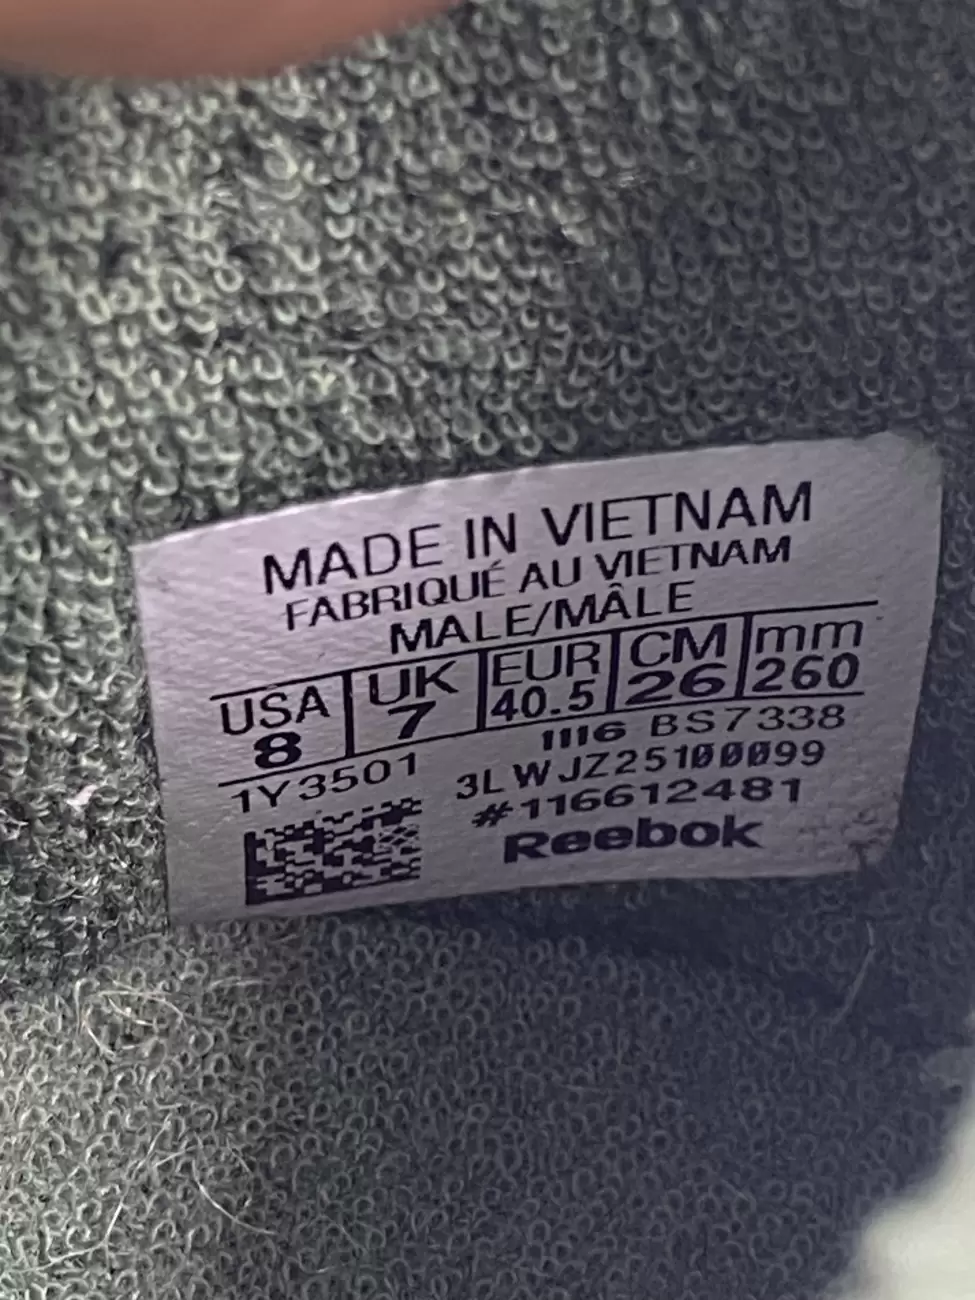 MADE IN VIETNAM
FABRIQUÉ AU VIETNAM
MALE/MÂLE
USA UK EUR CM mm
8 7 40.5 26 260
1Y3501 1116 BS7338
3LWJZ25100099
#116612481
Reebok